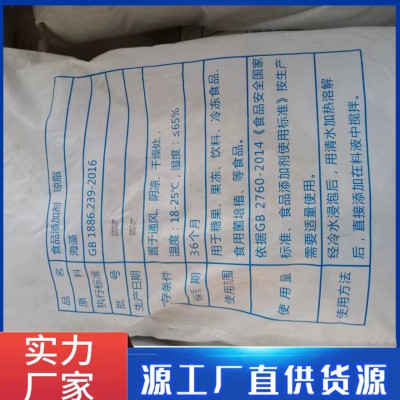 品 名 食品添加剂 琼脂
原 料 海藻
执行标准 GB 1886.239-2016
批 号
生产日期
存条件 置于通风、阴凉、干燥处，
温度：18-25℃，湿度：≤65%
期 36个月
使用范围 用于糖果、果冻、饮料、冷冻食品、
食用菌培植、等食品。
使 用 量 依据GB 2760-2014《食品安全国家
标准、食品添加剂使用标准》按生产
需要适量使用。
使用方法 经冷水浸泡后，用清水加热溶解
后，直接添加在料液中搅拌。
实力
厂家
源工厂直供货源